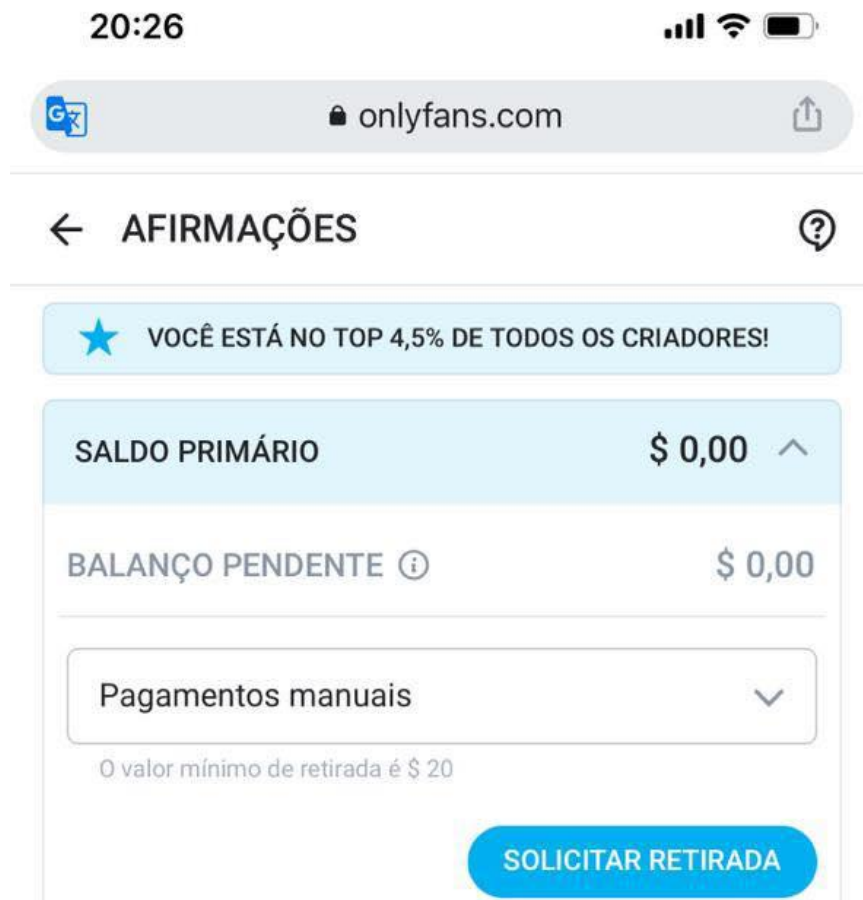 20:26
onlyfans.com
AFIRMAÇÕES
VOCÊ ESTÁ NO TOP 4,5% DE TODOS OS CRIADORES!
SALDO PRIMÁRIO $ 0,00
BALANÇO PENDENTE $ 0,00
Pagamentos manuais
O valor mínimo de retirada é $ 20
SOLICITAR RETIRADA